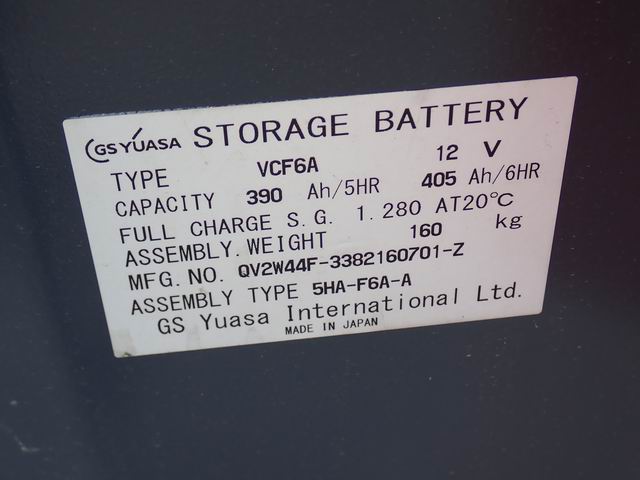 GS YUASA STORAGE BATTERY
TYPE VCF6A 12 V
CAPACITY 390 Ah/5HR 405 Ah/6HR
FULL CHARGE S.G. 1.280 AT20℃
ASSEMBLY.WEIGHT 160 kg
MFG.NO. QV2W44F-3382160701-Z
ASSEMBLY TYPE 5HA-F6A-A
GS Yuasa International Ltd.
MADE IN JAPAN